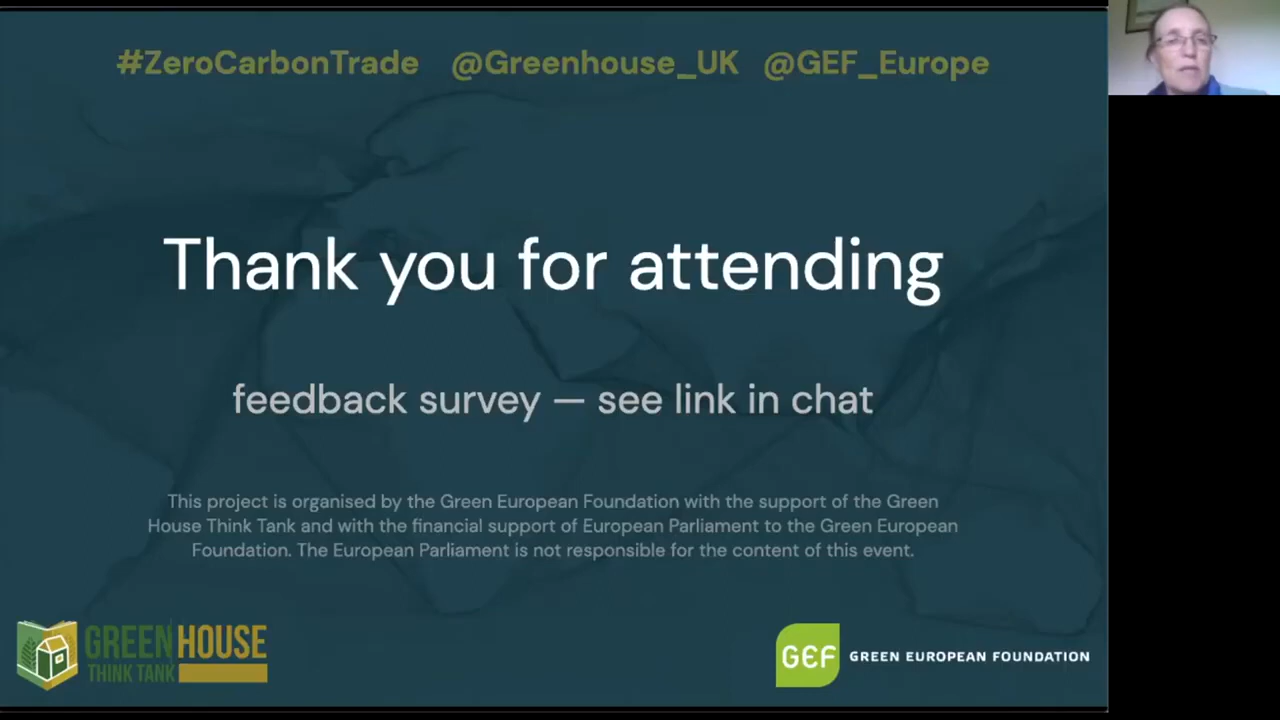 #ZeroCarbonTrade @Greenhouse_UK @GEF_Europe
Thank you for attending
feedback survey — see link in chat
This project is organised by the Green European Foundation with the support of the Green
House Think Tank and with the financial support of European Parliament to the Green European
Foundation. The European Parliament is not responsible for the content of this event.
GREEN HOUSE
THINK TANK
GEF GREEN EUROPEAN FOUNDATION